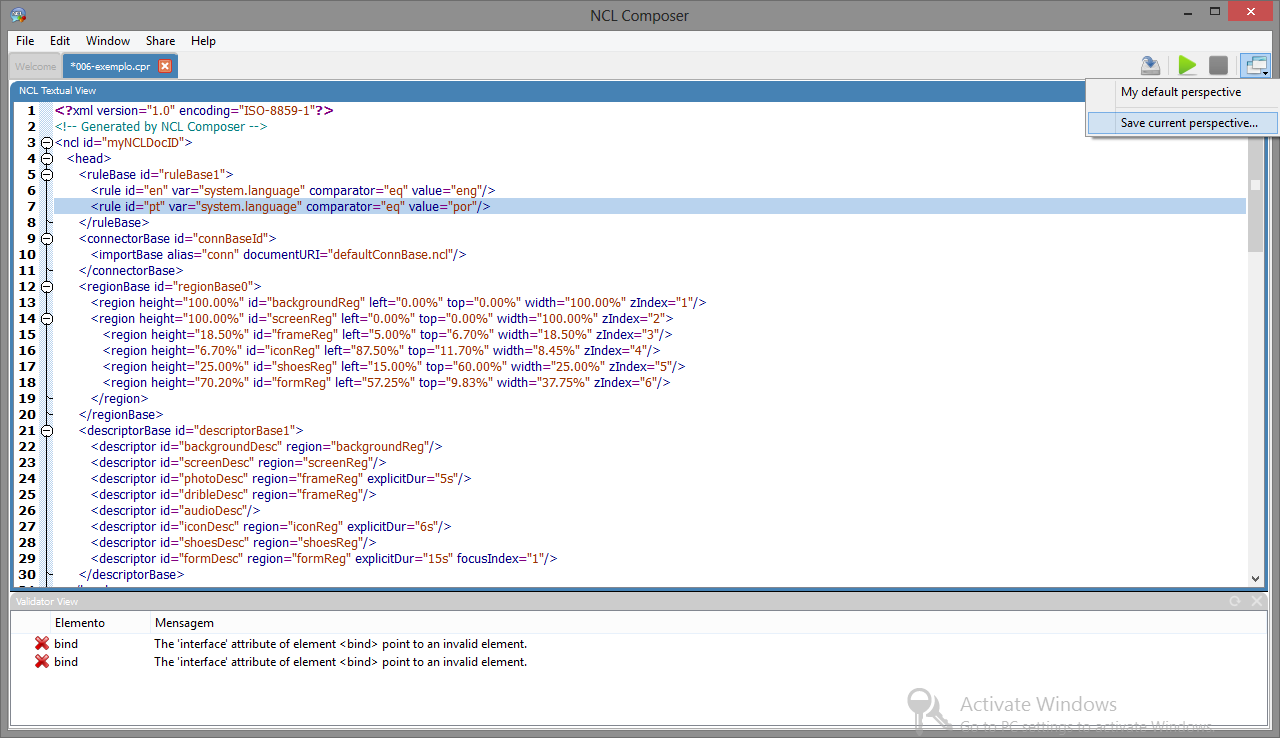 NCL Composer
File Edit Window Share Help
Welcome *006-exemplo.cpr
NCL Textual View
My default perspective
Save current perspective...
1 <?xml version="1.0" encoding="ISO-8859-1"?>
2 <!-- Generated by NCL Composer -->
3 <ncl id="myNCLDocID">
4 <head>
5 <ruleBase id="ruleBase1">
6 <rule id="en" var="system.language" comparator="eq" value="eng"/>
7 <rule id="pt" var="system.language" comparator="eq" value="por"/>
8 </ruleBase>
9 <connectorBase id="connBaseId">
10 <importBase alias="conn" documentURI="defaultConnBase.ncl"/>
11 </connectorBase>
12 <regionBase id="regionBase0">
13 <region height="100.00%" id="backgroundReg" left="0.00%" top="0.00%" width="100.00%" zIndex="1"/>
14 <region height="100.00%" id="screenReg" left="0.00%" top="0.00%" width="100.00%" zIndex="2">
15 <region height="18.50%" id="frameReg" left="5.00%" top="6.70%" width="18.50%" zIndex="3"/>
16 <region height="6.70%" id="iconReg" left="87.50%" top="11.70%" width="8.45%" zIndex="4"/>
17 <region height="25.00%" id="shoesReg" left="15.00%" top="60.00%" width="25.00%" zIndex="5"/>
18 <region height="70.20%" id="formReg" left="57.25%" top="9.83%" width="37.75%" zIndex="6"/>
19 </region>
20 </regionBase>
21 <descriptorBase id="descriptorBase1">
22 <descriptor id="backgroundDesc" region="backgroundReg"/>
23 <descriptor id="screenDesc" region="screenReg"/>
24 <descriptor id="photoDesc" region="frameReg" explicitDur="5s"/>
25 <descriptor id="dribleDesc" region="frameReg"/>
26 <descriptor id="audioDesc"/>
27 <descriptor id="iconDesc" region="iconReg" explicitDur="6s"/>
28 <descriptor id="shoesDesc" region="shoesReg"/>
29 <descriptor id="formDesc" region="formReg" explicitDur="15s" focusIndex="1"/>
30 </descriptorBase>
Validator View
Elemento Mensagem
bind The 'interface' attribute of element <bind> point to an invalid element.
bind The 'interface' attribute of element <bind> point to an invalid element.
Activate Windows
Go to PC settings to activate Windows.